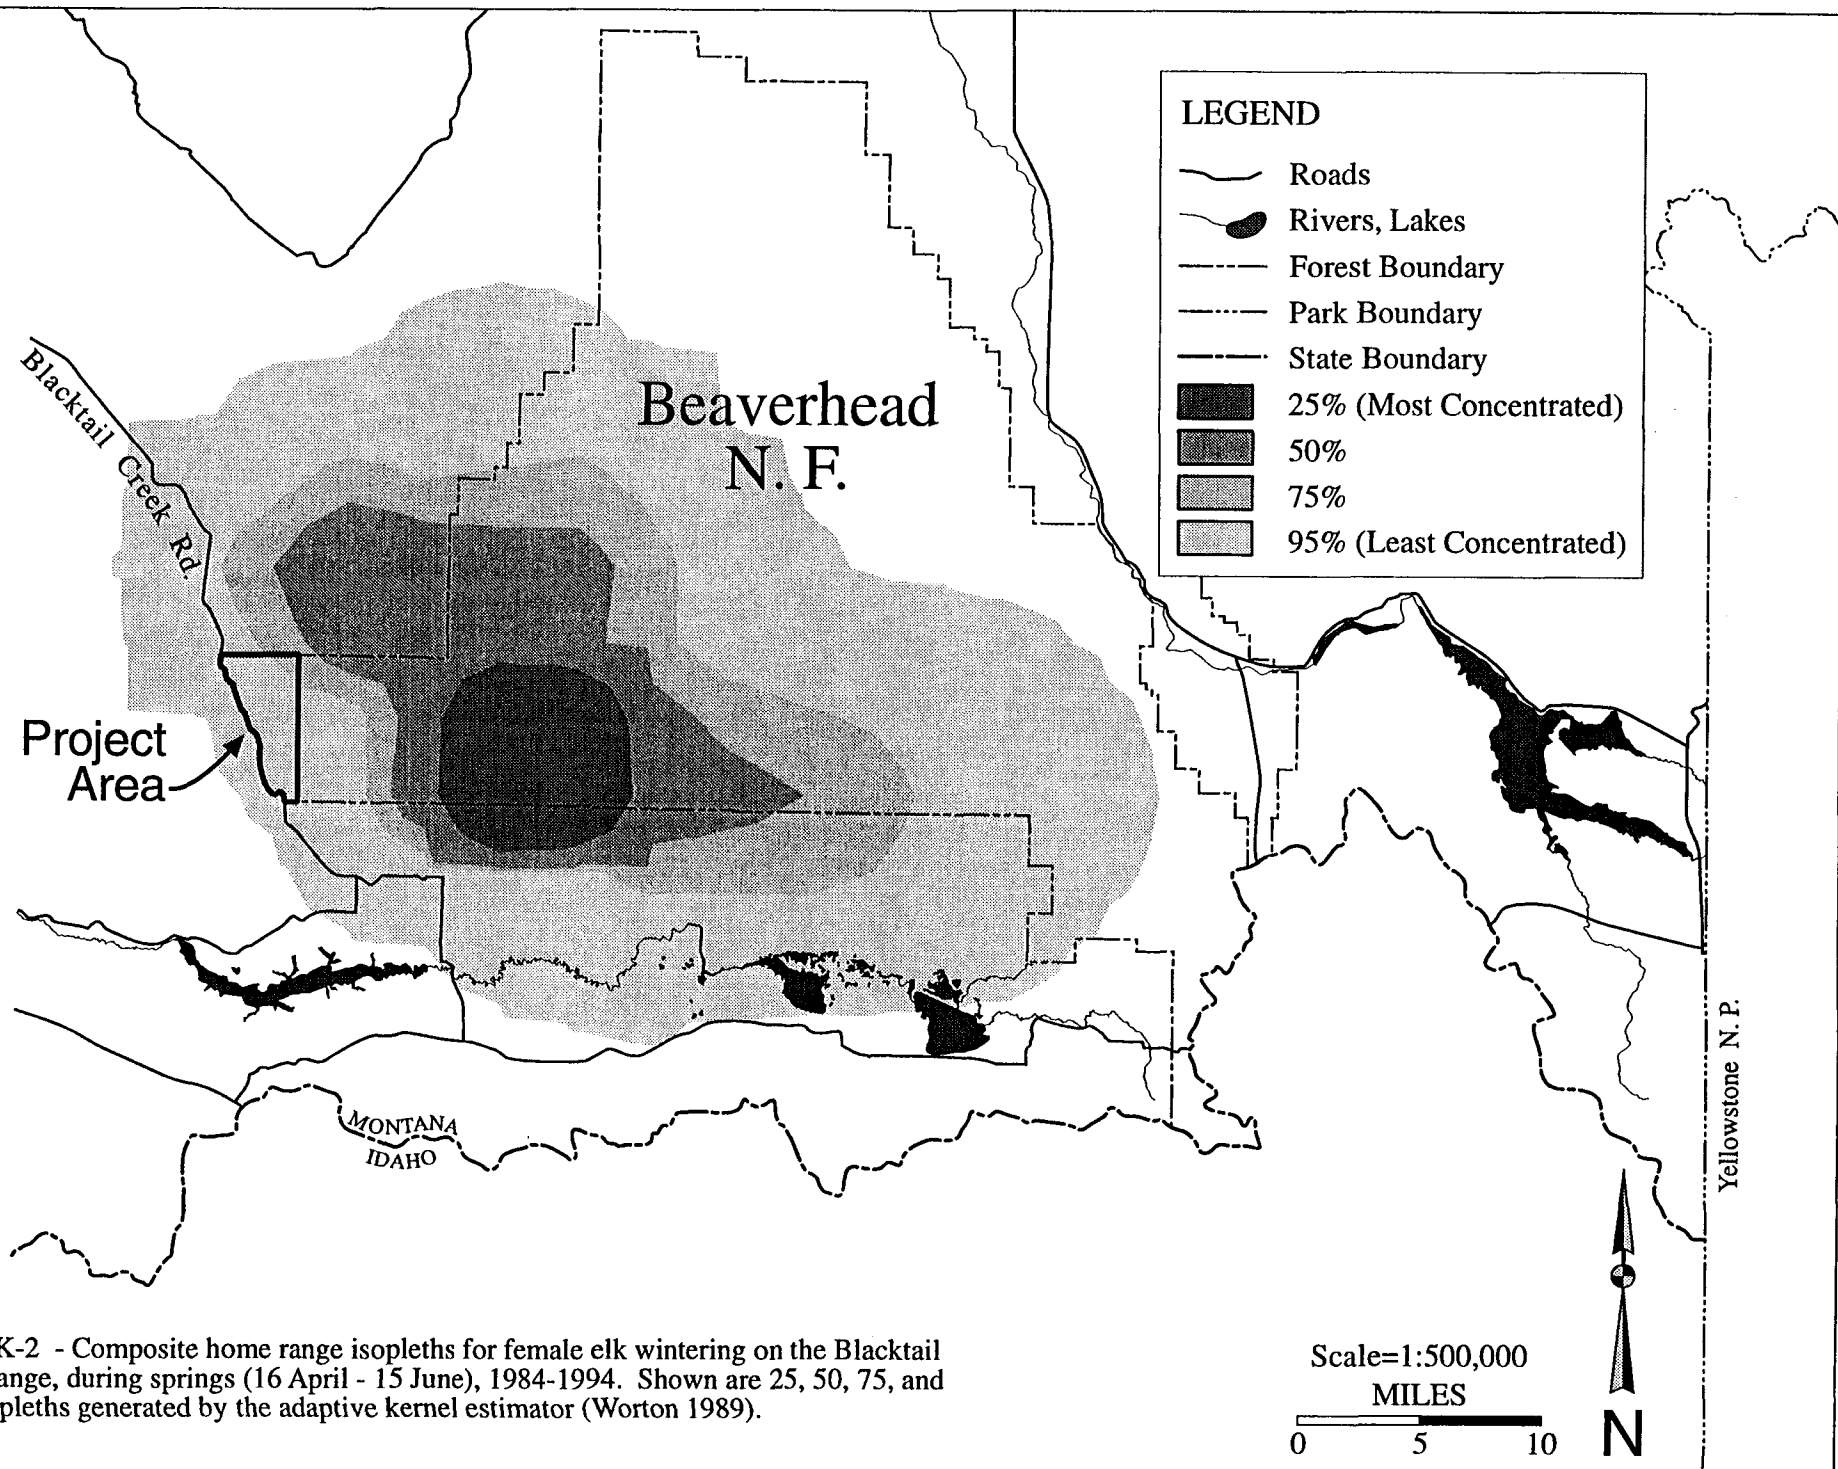 LEGEND
Roads
Rivers, Lakes
Forest Boundary
Park Boundary
State Boundary
25% (Most Concentrated)
50%
75%
95% (Least Concentrated)
Beaverhead
N. F.
Blacktail Creek Rd.
Project
Area
MONTANA
IDAHO
Yellowstone N. P.
K-2 - Composite home range isopleths for female elk wintering on the Blacktail
ange, during springs (16 April - 15 June), 1984-1994. Shown are 25, 50, 75, and
pleths generated by the adaptive kernel estimator (Worton 1989).
Scale=1:500,000
MILES
0 5 10
N